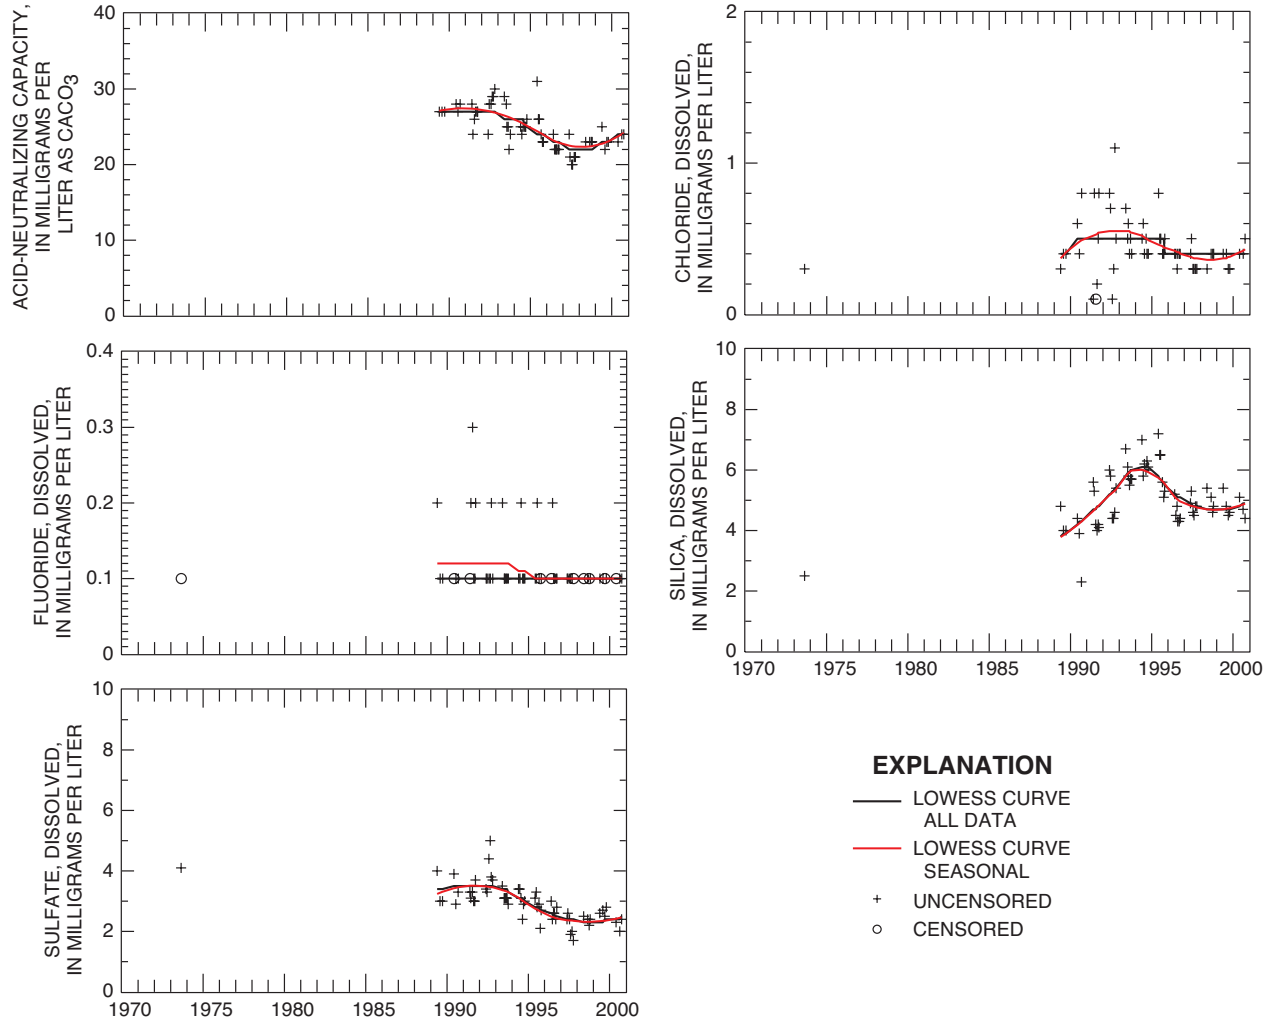 ACID-NEUTRALIZING CAPACITY,
IN MILLIGRAMS PER
LITER AS CACO3
40
30
20
10
0
CHLORIDE, DISSOLVED,
IN MILLIGRAMS PER LITER
2
1
0
FLUORIDE, DISSOLVED,
IN MILLIGRAMS PER LITER
0.4
0.3
0.2
0.1
0
SILICA, DISSOLVED,
IN MILLIGRAMS PER LITER
10
8
6
4
2
0
1970 1975 1980 1985 1990 1995 2000
SULFATE, DISSOLVED,
IN MILLIGRAMS PER LITER
10
8
6
4
2
0
1970 1975 1980 1985 1990 1995 2000
EXPLANATION
LOWESS CURVE
ALL DATA
LOWESS CURVE
SEASONAL
UNCENSORED
CENSORED